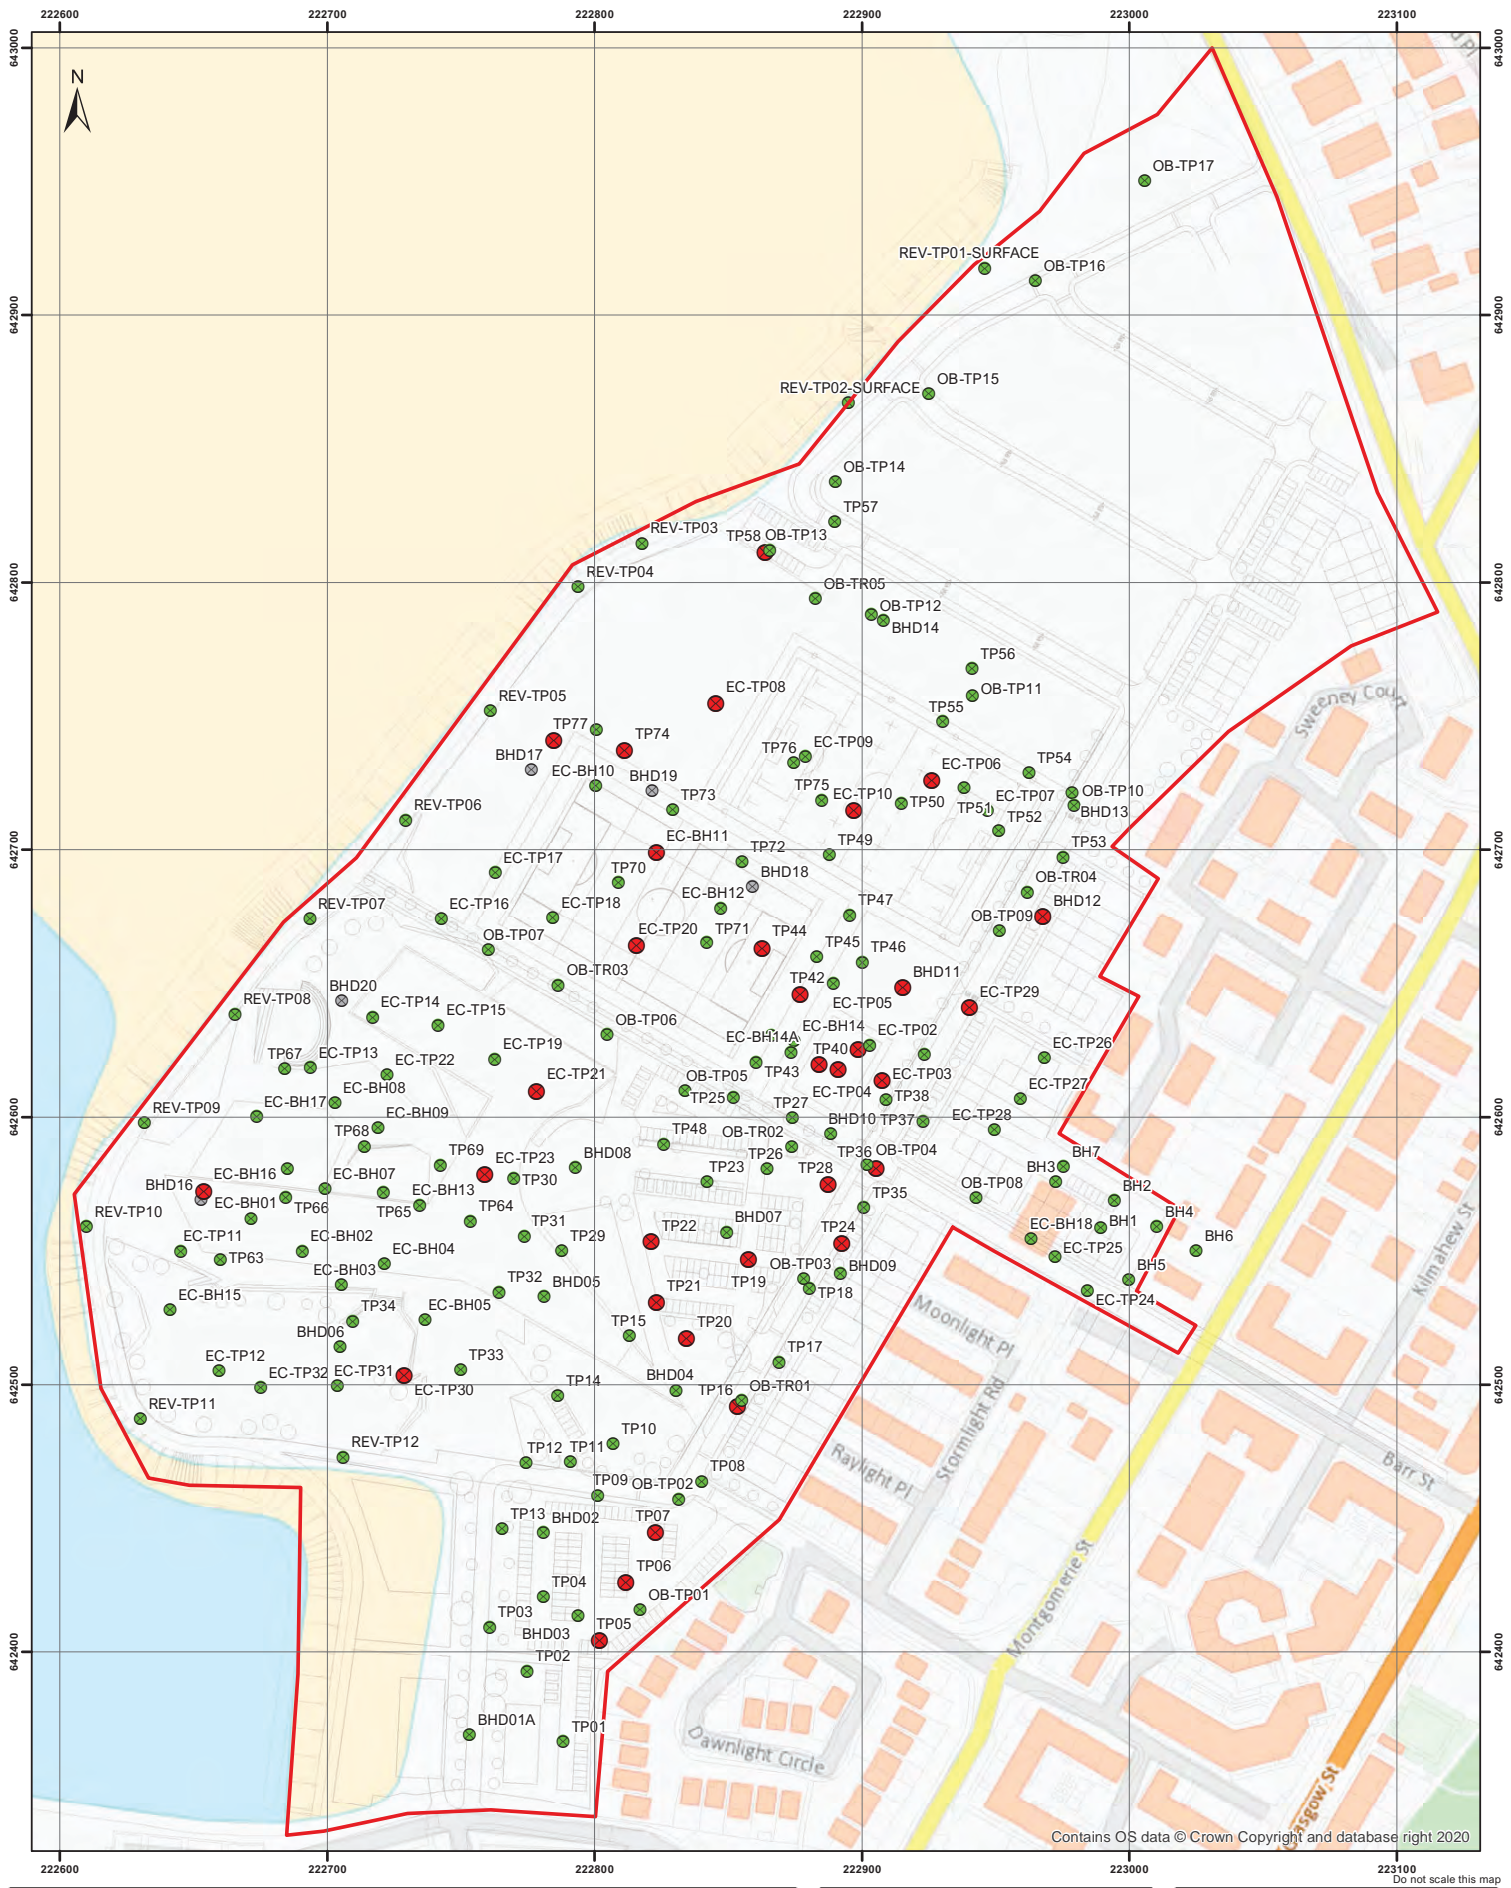 222600 222700 222800 222900 223000 223100
643000 643000
N
OB-TP17
REV-TP01-SURFACE
OB-TP16
642900 642900
REV-TP02-SURFACE
OB-TP15
OB-TP14
TP57
REV-TP03
TP58 OB-TP13
REV-TP04
642800 642800
OB-TR05
OB-TP12
BHD14
TP56
EC-TP08
OB-TP11
REV-TP05
TP55
Sweeney Court
TP77
TP74
TP76 EC-TP09
BHD17
EC-BH10
BHD19
EC-TP06
TP54
TP75 EC-TP10
TP50
TP51 EC-TP07
OB-TP10
REV-TP06
TP73
BHD13
TP52
642700 642700
EC-BH11
TP72
TP49
TP53
EC-TP17
TP70
BHD18
OB-TR04
EC-BH12
REV-TP07
EC-TP16
EC-TP18
TP47
BHD12
OB-TP07
EC-TP20
TP71
TP44
OB-TP09
TP45
TP46
OB-TR03
TP42
BHD11
BHD20
EC-TP14
EC-TP05
EC-TP29
REV-TP08
EC-TP15
OB-TP06
EC-BH14A EC-BH14
EC-TP02
TP67 EC-TP13
EC-TP22
EC-TP19
TP40
EC-TP26
EC-TP21
OB-TP05
TP43
EC-TP03
EC-BH08
TP25
EC-TP04
TP38
EC-TP27
642600 642600
REV-TP09
EC-BH17
EC-BH09
TP27
BHD10 TP37
EC-TP28
TP68
TP48
OB-TR02
TP69
EC-TP23
BHD08
TP26
TP36
OB-TP04
BH7
EC-BH16
EC-BH07
TP30
TP23
TP28
BH3
BHD16
EC-BH01
EC-BH13
OB-TP08
BH2
TP66
TP65
TP64
TP35
REV-TP10
TP31
TP22
BHD07
TP24
EC-BH18
BH1
BH4
EC-TP11
EC-BH02
TP29
EC-TP25
BH6
TP63
EC-BH04
TP19
OB-TP03
BHD09
EC-BH03
TP32
BHD05
TP21
TP18
BH5
EC-BH15
EC-TP24
TP34
EC-BH05
TP15
TP20
Moonlight Pl
Kilmahew St
BHD06
EC-TP12
EC-TP32
EC-TP31
TP33
TP17
642500 642500
EC-TP30
TP14
BHD04
TP16
OB-TR01
REV-TP11
Stormlight Rd
REV-TP12
TP12 TP11
TP10
Raylight Pl
Barr St
TP09
OB-TP02
TP08
TP13
BHD02
TP07
Montgomerie St
TP04
TP06
OB-TP01
TP03
BHD03
TP05
642400 642400
TP02
BHD01A
TP01
Dawnlight Circle
Glasgow St
Contains OS data © Crown Copyright and database right 2020
222600 222700 222800 222900 223000 223100
Do not scale this map